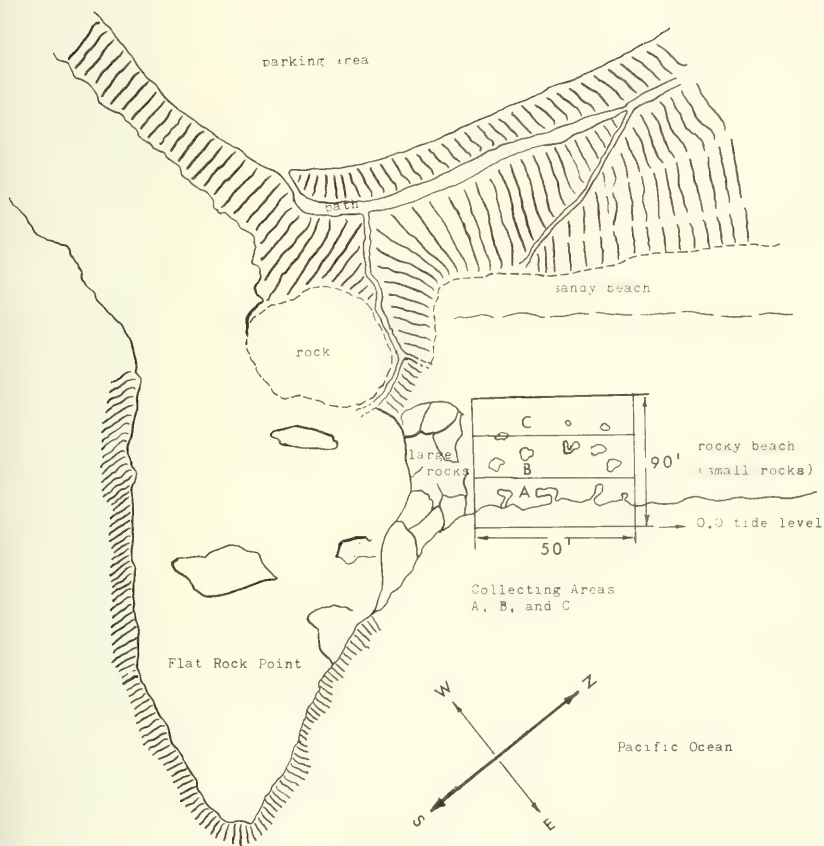 parking area
path
sandy beach
rock
C
large
rocks
B
A
90'
rocky beach
(small rocks)
0.0 tide level
50'
Collecting Areas
A, B, and C
Flat Rock Point
W
N
S
E
Pacific Ocean